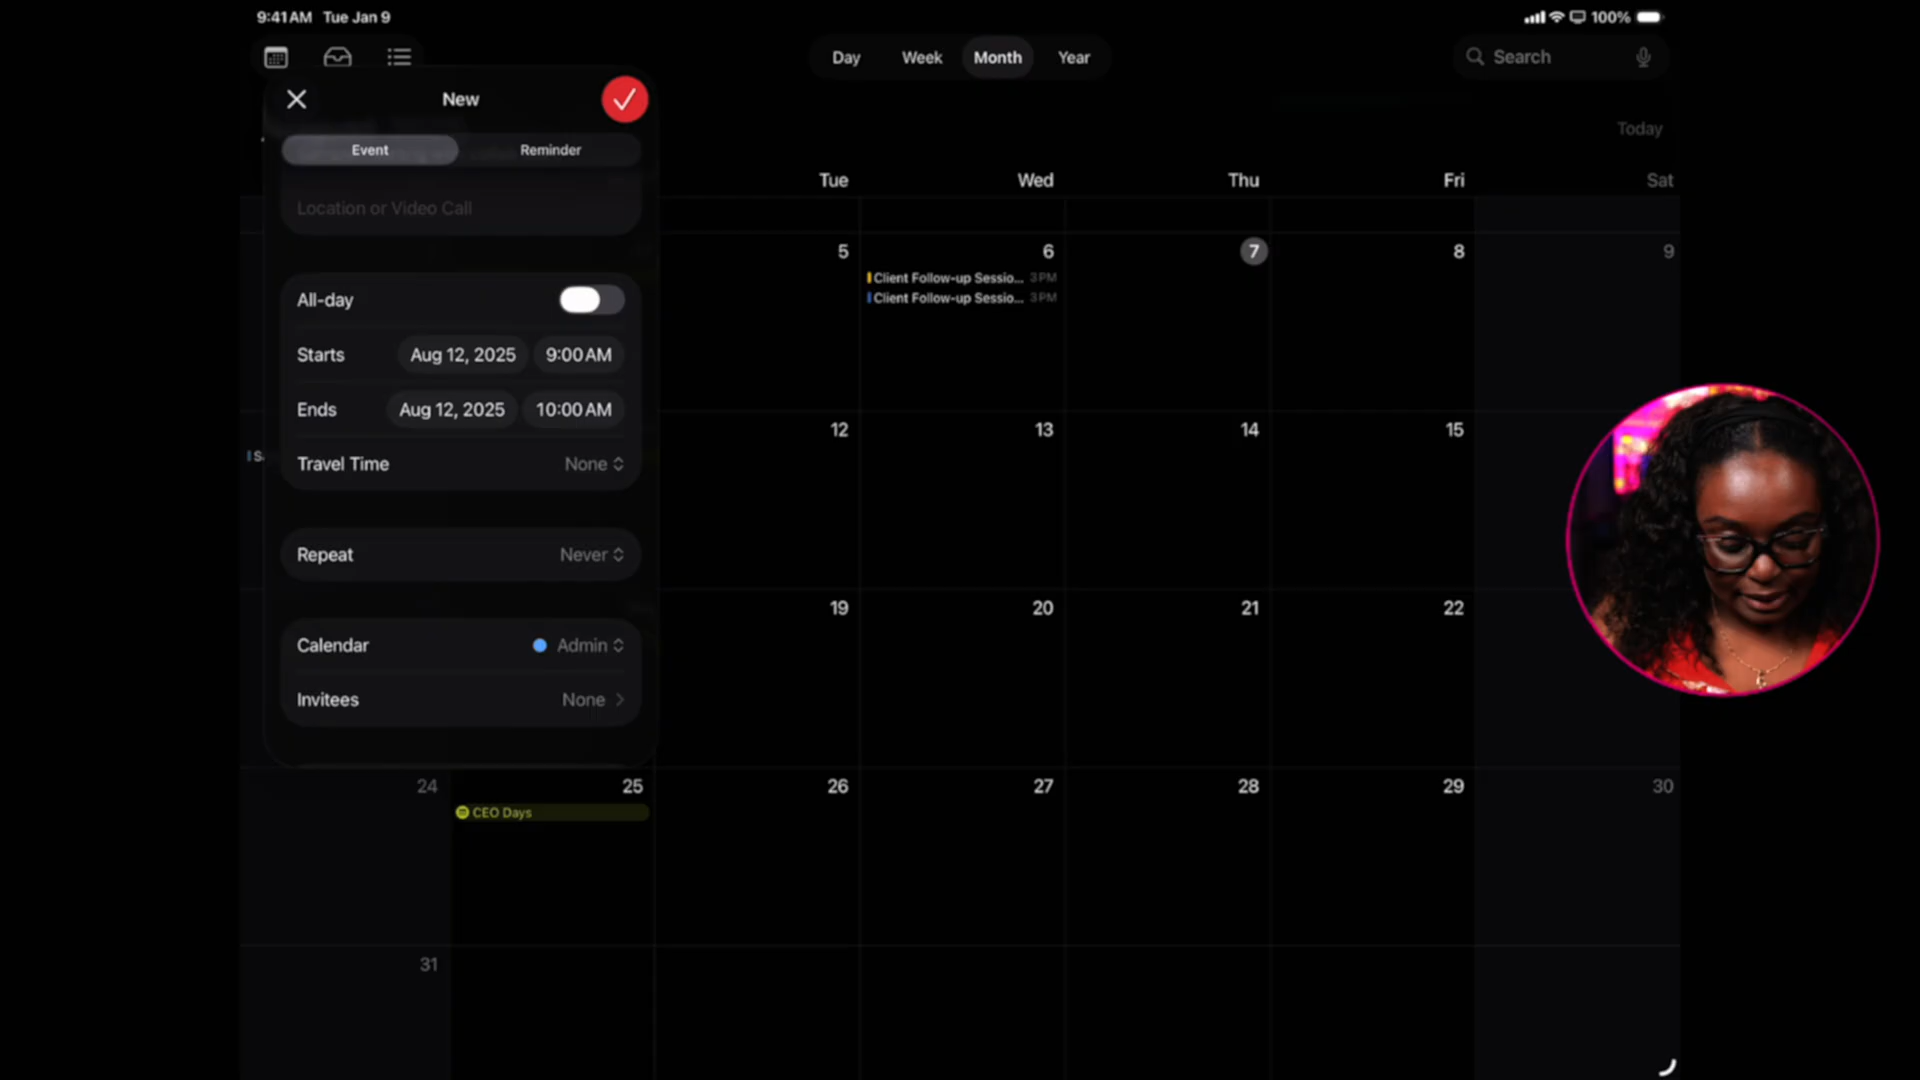 9:41 AM Tue Jan 9
100%
Day Week Month Year
Search
New
Today
Event Reminder
Tue Wed Thu Fri Sat
Location or Video Call
5 6 7 8 9
Client Follow-up Sessio... 3 PM
Client Follow-up Sessio... 3 PM
All-day
Starts Aug 12, 2025 9:00 AM
Ends Aug 12, 2025 10:00 AM
12 13 14 15
S
Travel Time None
Repeat Never
19 20 21 22
Calendar Admin
Invitees None
24 25 26 27 28 29 30
CEO Days
31